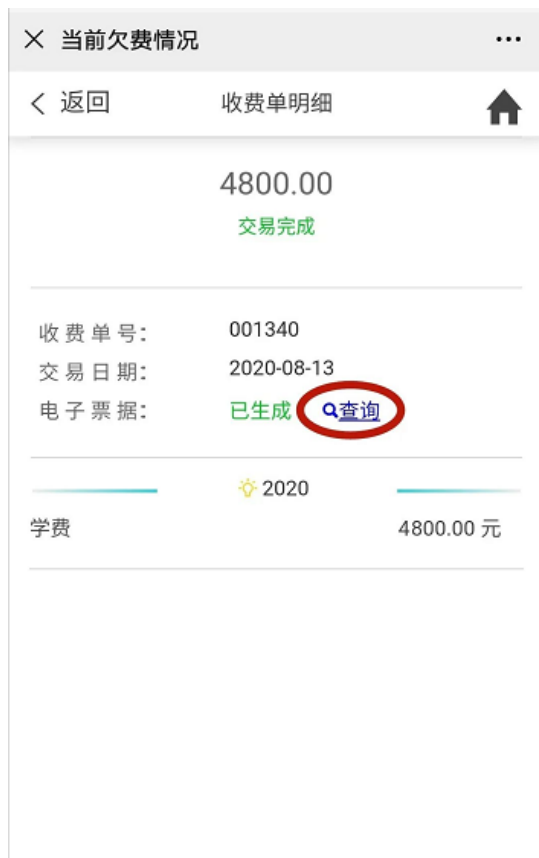 当前欠费情况
返回 收费单明细
4800.00
交易完成
收费单号: 001340
交易日期: 2020-08-13
电子票据: 已生成 查询
2020
学费 4800.00 元